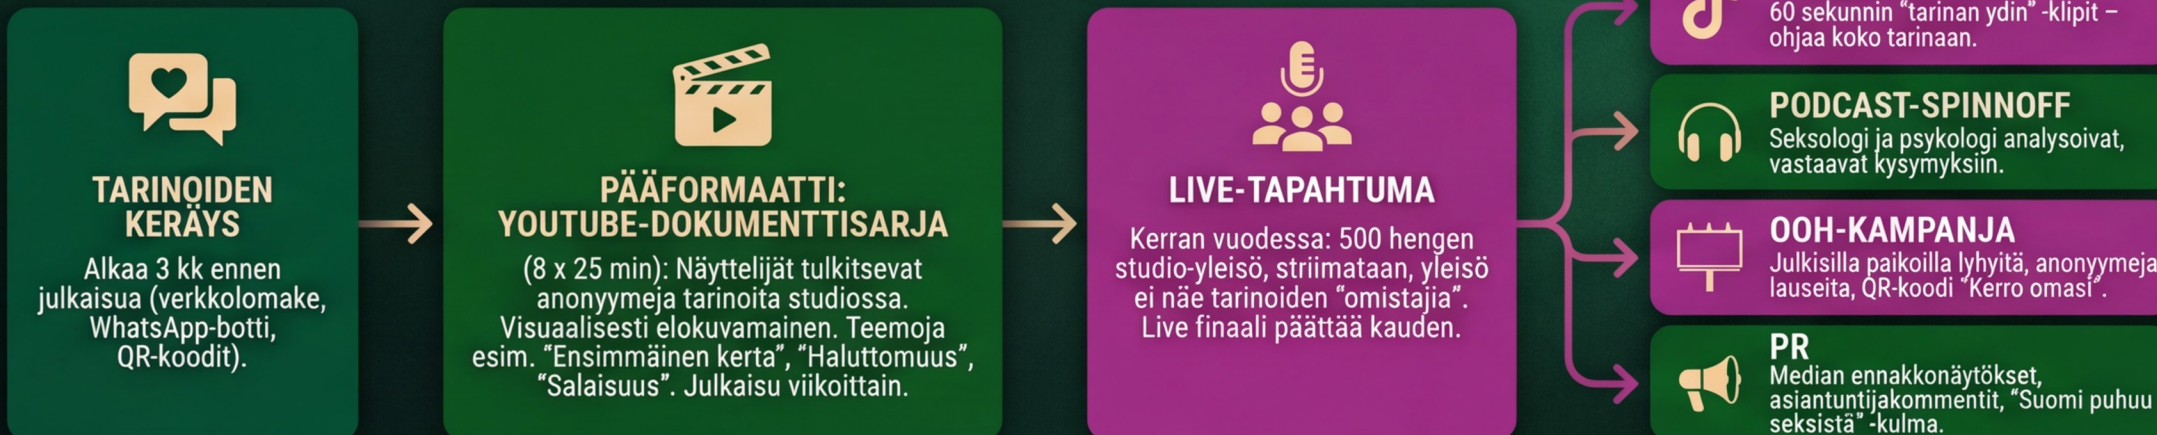 TARINOIDEN
KERÄYS
Alkaa 3 kk ennen
julkaisua (verkkolomake,
WhatsApp-botti,
QR-koodit).
PÄÄFORMAATTI:
YOUTUBE-DOKUMENTTISARJA
(8 x 25 min): Näyttelijät tulkitsevat
anonyymeja tarinoita studiossa.
Visuaalisesti elokuvamainen. Teemoja
esim. “Ensimmäinen kerta”, “Haluttomuus”,
“Salaisuus”. Julkaisu viikoittain.
LIVE-TAPAHTUMA
Kerran vuodessa: 500 hengen
studio-yleisö, striimataan, yleisö
ei näe tarinoiden “omistajia”.
Live finaali päättää kauden.
60 sekunnin “tarinan ydin” -klipit –
ohjaa koko tarinaan.
PODCAST-SPINNOFF
Seksologi ja psykologi analysoivat,
vastaavat kysymyksiin.
OOH-KAMPANJA
Julkisilla paikoilla lyhyitä, anonyymeja
lauseita, QR-koodi “Kerro omasi”.
PR
Median ennakkonäytökset,
asiantuntijakommentit, “Suomi puhuu
seksistä” -kulma.